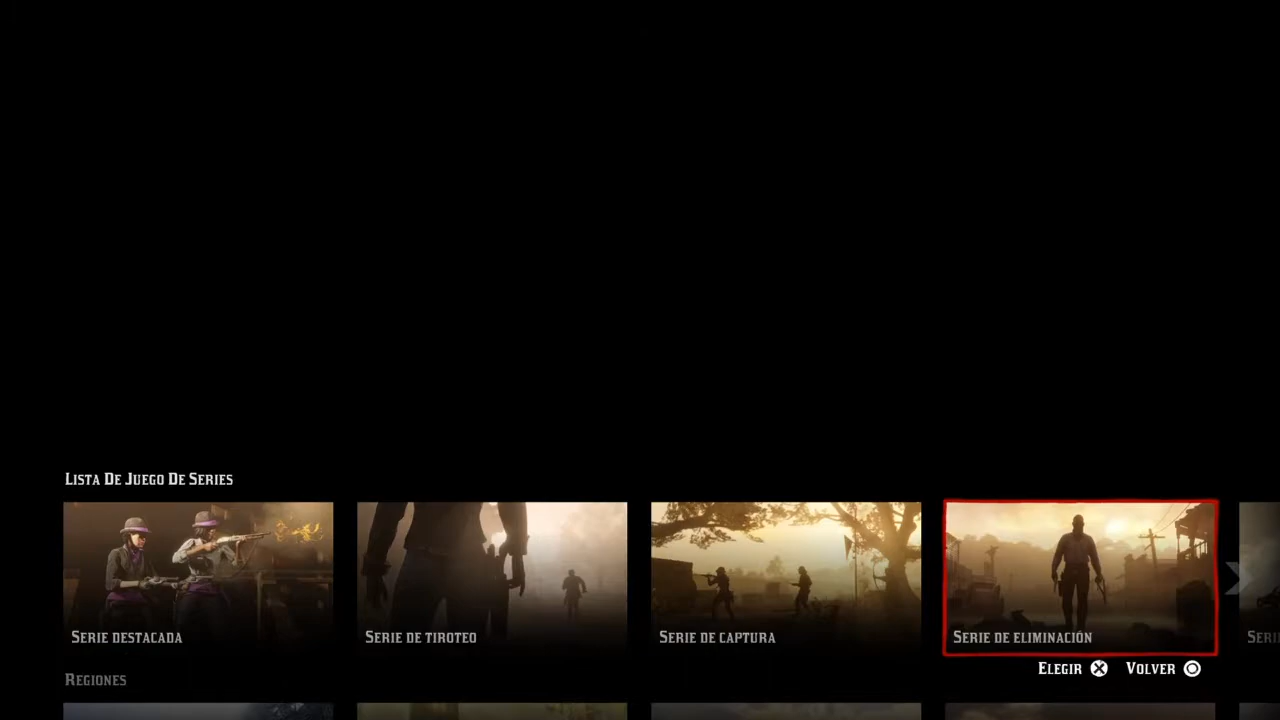 Lista De Juego De Series
Serie destacada
Serie de tiroteo
Serie de captura
Serie de eliminación
Elegir
Volver
Regiones